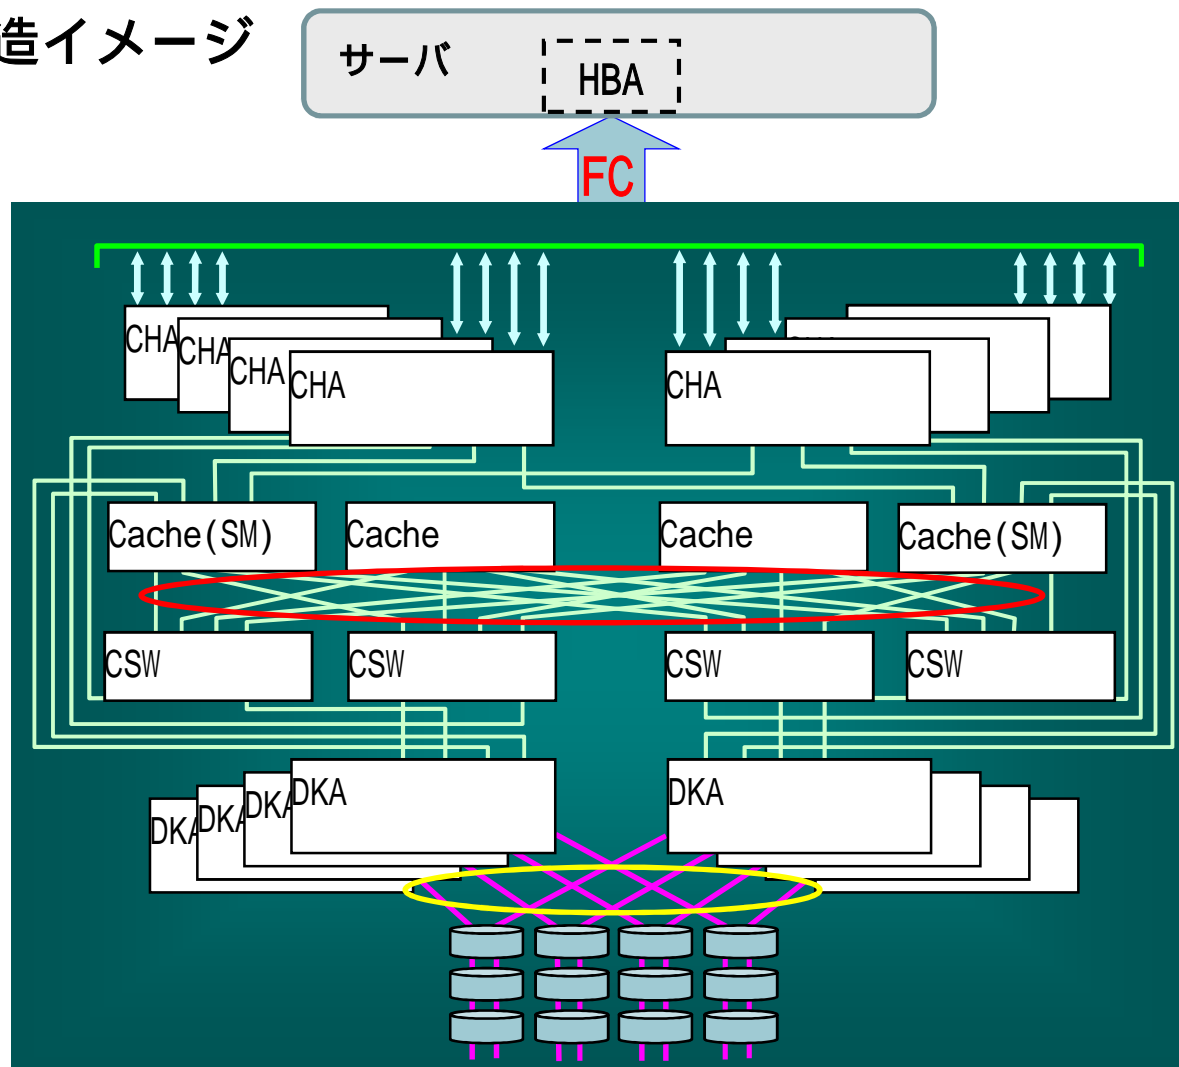 造イメージ
サーバ
HBA
FC
CHA
CHA
CHA
CHA
CHA
Cache(SM)
Cache
Cache
Cache(SM)
CSW
CSW
CSW
CSW
DKA
DKA
DKA
DKA
DKA